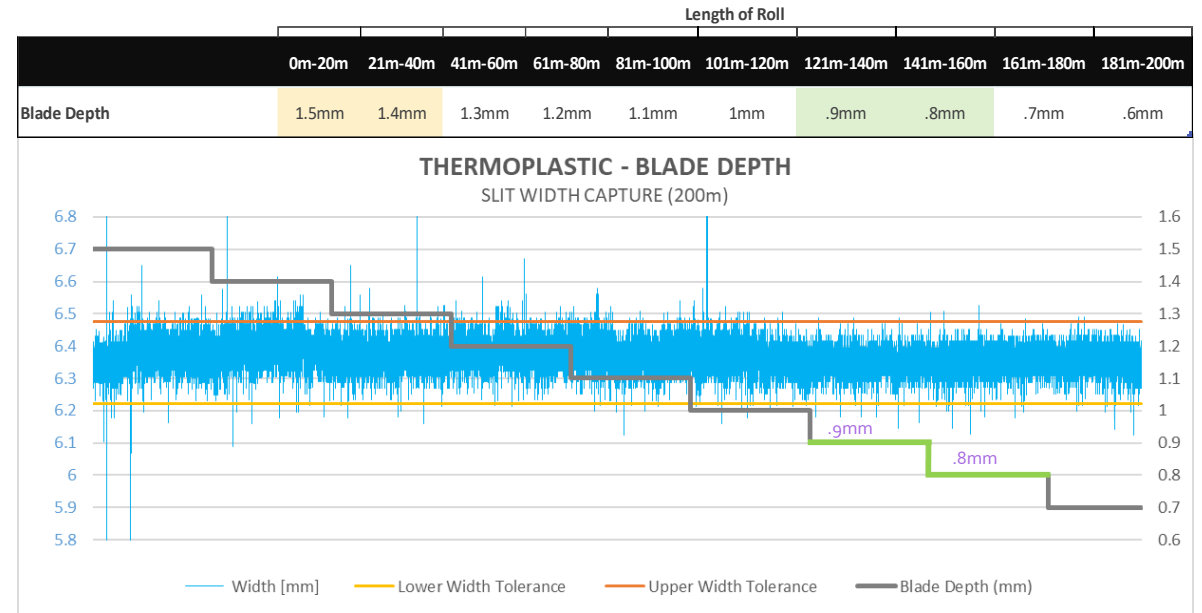 Length of Roll
0m-20m 21m-40m 41m-60m 61m-80m 81m-100m 101m-120m 121m-140m 141m-160m 161m-180m 181m-200m
Blade Depth 1.5mm 1.4mm 1.3mm 1.2mm 1.1mm 1mm .9mm .8mm .7mm .6mm
THERMOPLASTIC - BLADE DEPTH
SLIT WIDTH CAPTURE (200m)
6.8 1.6
6.7 1.5
6.6 1.4
6.5 1.3
6.4 1.2
6.3 1.1
6.2 1
.9mm
6.1 0.9
.8mm
6 0.8
5.9 0.7
5.8 0.6
Width [mm] Lower Width Tolerance Upper Width Tolerance Blade Depth (mm)